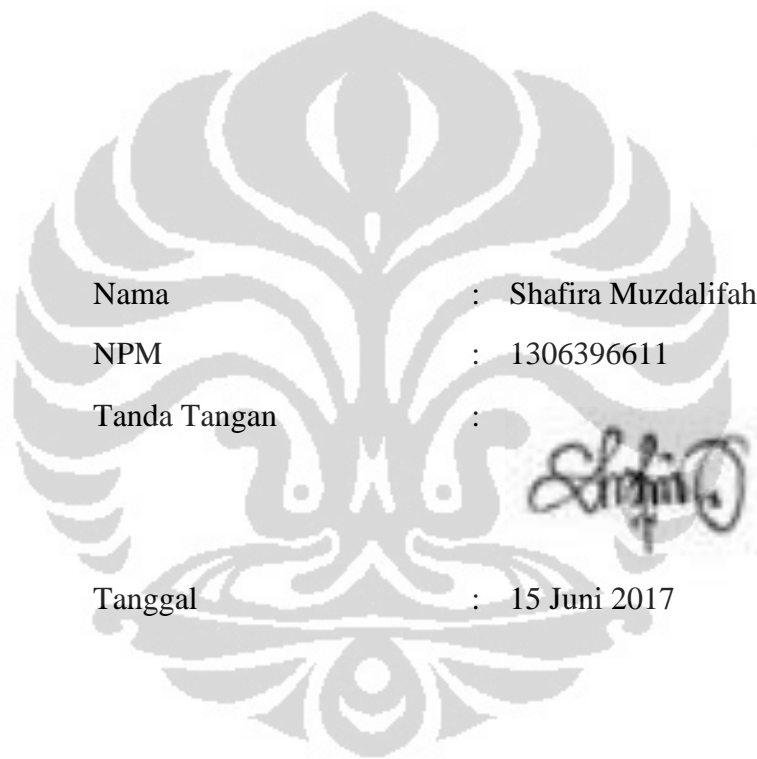 Nama : Shafira Muzdalifah
NPM : 1306396611
Tanda Tangan :
Tanggal : 15 Juni 2017